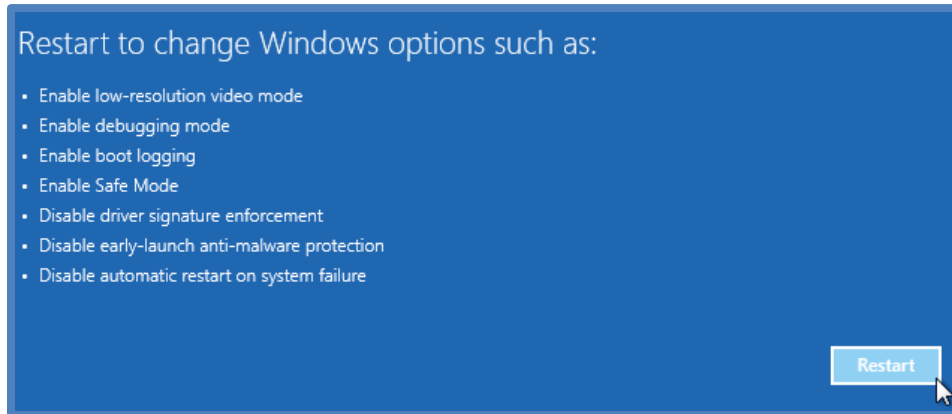 Restart to change Windows options such as:
• Enable low-resolution video mode
• Enable debugging mode
• Enable boot logging
• Enable Safe Mode
• Disable driver signature enforcement
• Disable early-launch anti-malware protection
• Disable automatic restart on system failure
Restart